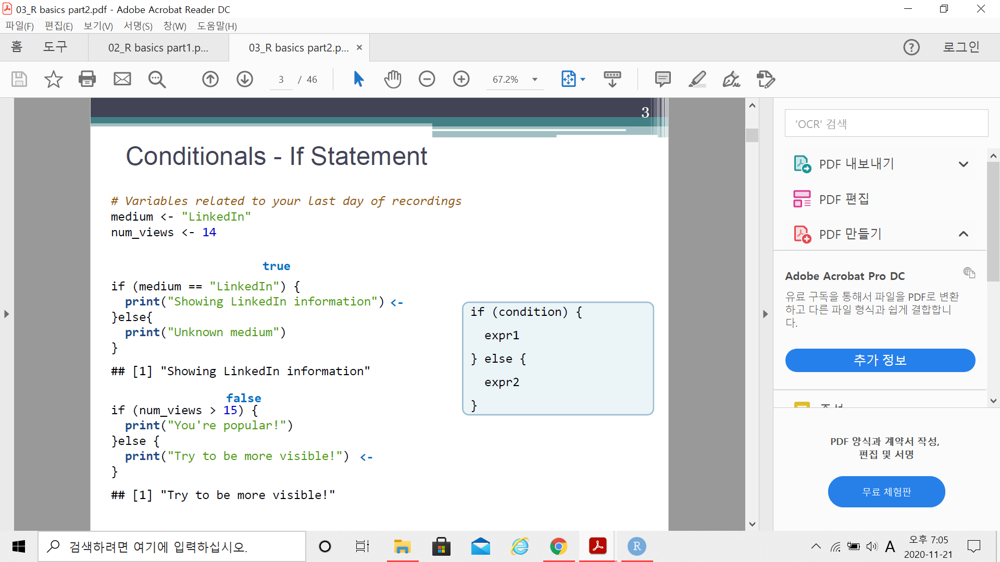 03_R basics part2.pdf - Adobe Acrobat Reader DC
파일(F) 편집(E) 보기(V) 서명(S) 창(W) 도움말(H)
홈 도구 02_R basics part1.p... 03_R basics part2.p... × ? 로그인
3 / 46 67.2%
3
Conditionals - If Statement
# Variables related to your last day of recordings
medium <- "LinkedIn"
num_views <- 14
true
if (medium == "LinkedIn") {
print("Showing LinkedIn information") <-
}else{
print("Unknown medium")
}
## [1] "Showing LinkedIn information"
false
if (num_views > 15) {
print("You're popular!")
}else {
print("Try to be more visible!") <-
}
## [1] "Try to be more visible!"
if (condition) {
expr1
} else {
expr2
}
'OCR' 검색
PDF 내보내기
PDF 편집
PDF 만들기
Adobe Acrobat Pro DC
유료 구독을 통해서 파일을 PDF로 변환
하고 다른 파일 형식과 쉽게 결합합니
다.
추가 정보
PDF 양식과 계약서 작성,
편집 및 서명
무료 체험판
검색하려면 여기에 입력하십시오.
R
A
오후 7:05
2020-11-21